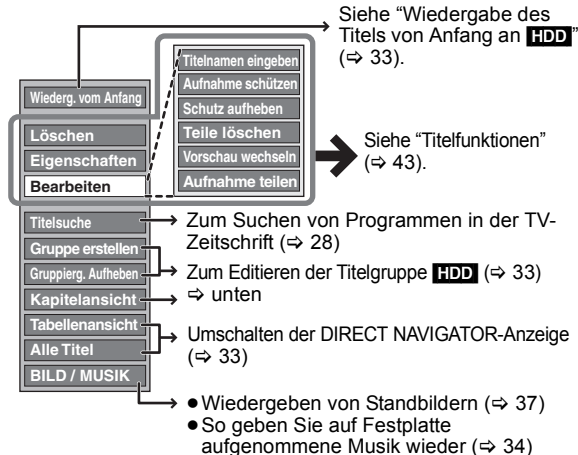 Siehe “Wiedergabe des
Titels von Anfang an HDD”
(⇨ 33).
Wiederg. vom Anfang
Löschen
Eigenschaften
Bearbeiten
Titelnamen eingeben
Aufnahme schützen
Schutz aufheben
Teile löschen
Vorschau wechseln
Aufnahme teilen
Siehe “Titelfunktionen”
(⇨ 43).
Titelsuche
Zum Suchen von Programmen in der TV-
Zeitschrift (⇨ 28)
Gruppe erstellen
Gruppierg. Aufheben
Zum Editieren der Titelgruppe HDD (⇨ 33)
Kapitelansicht
⇨ unten
Tabellenansicht
Alle Titel
Umschalten der DIRECT NAVIGATOR-Anzeige
(⇨ 33)
BILD / MUSIK
● Wiedergeben von Standbildern (⇨ 37)
● So geben Sie auf Festplatte
aufgenommene Musik wieder (⇨ 34)